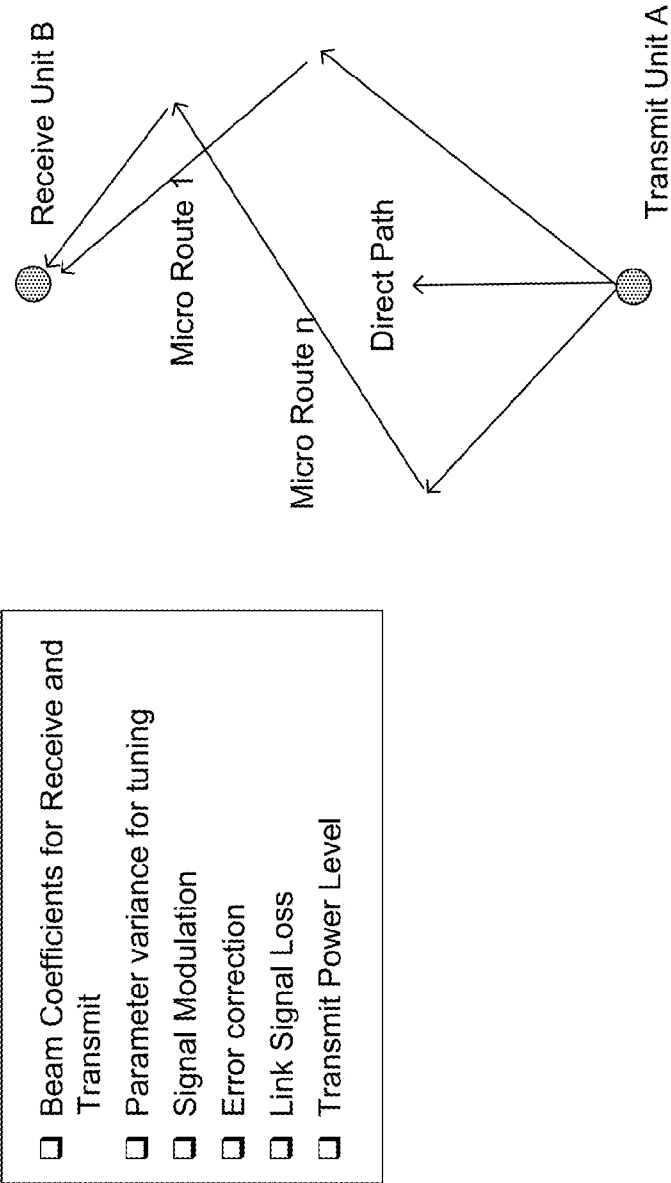 Beam Coefficients for Receive and
Transmit
Parameter variance for tuning
Signal Modulation
Error correction
Link Signal Loss
Transmit Power Level
Receive Unit B
Micro Route 1
Micro Route n
Direct Path
Transmit Unit A